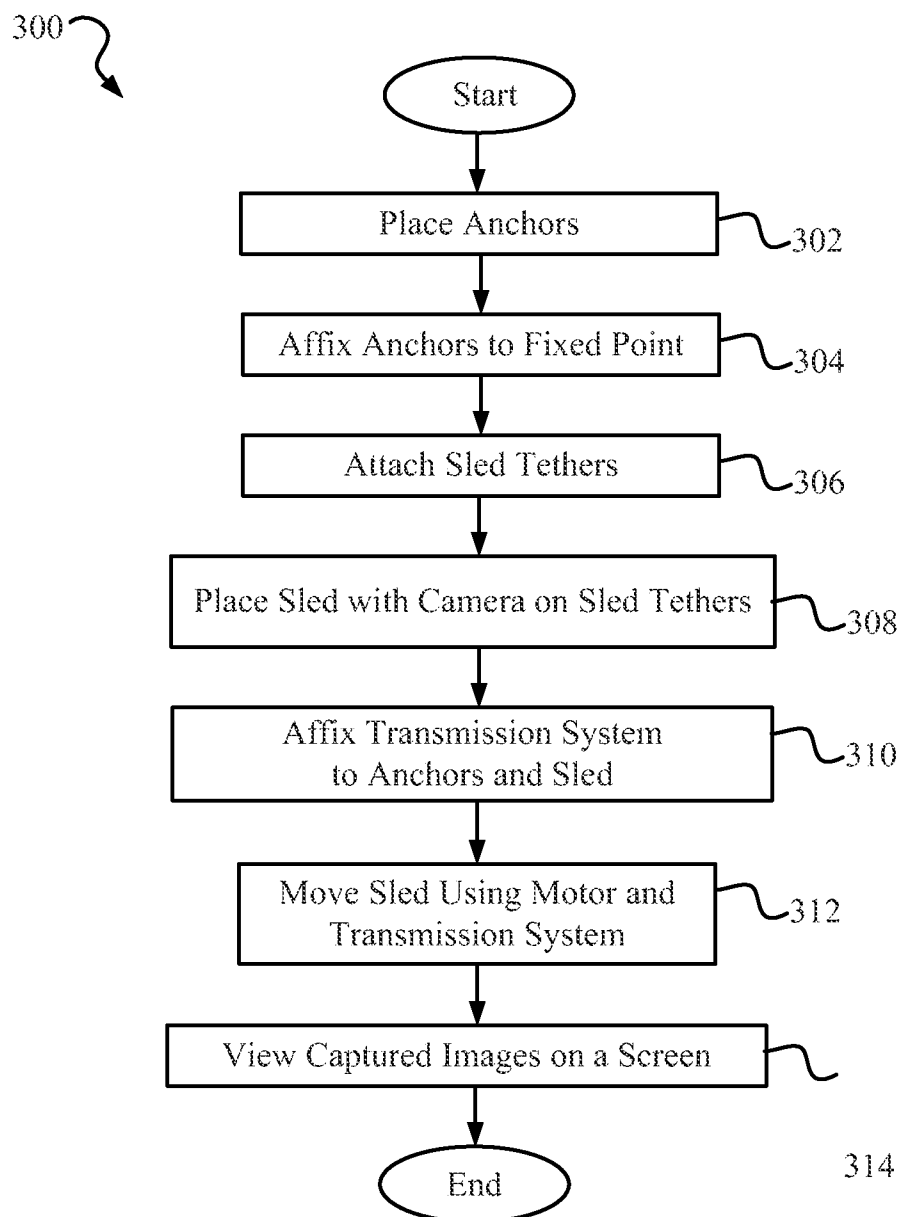 300
Start
Place Anchors
302
Affix Anchors to Fixed Point
304
Attach Sled Tethers
306
Place Sled with Camera on Sled Tethers
308
Affix Transmission System
to Anchors and Sled
310
Move Sled Using Motor and
Transmission System
312
View Captured Images on a Screen
314
End